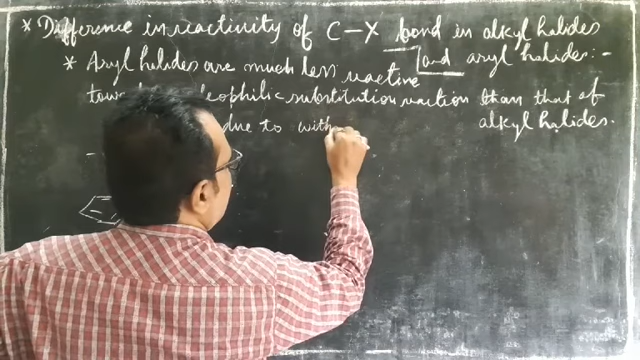 * Difference in reactivity of C-X bond in alkyl halides
and aryl halides:-
* Aryl halides are much less reactive
nucleophilic substitution reaction than that of
alkyl halides.
due to with